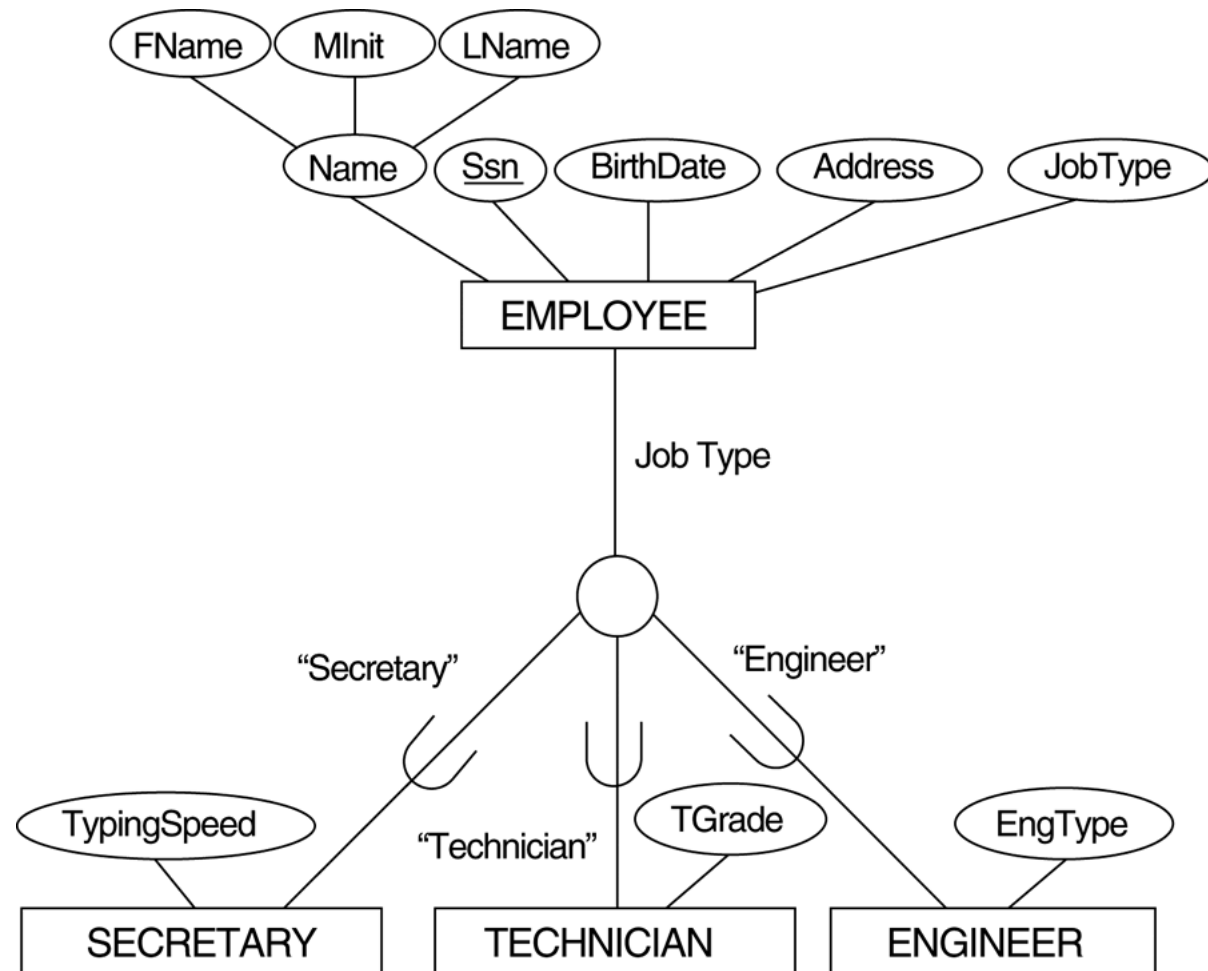 FName MInit LName
Name Ssn BirthDate Address JobType
EMPLOYEE
Job Type
“Secretary” “Engineer”
TypingSpeed “Technician” TGrade EngType
SECRETARY TECHNICIAN ENGINEER